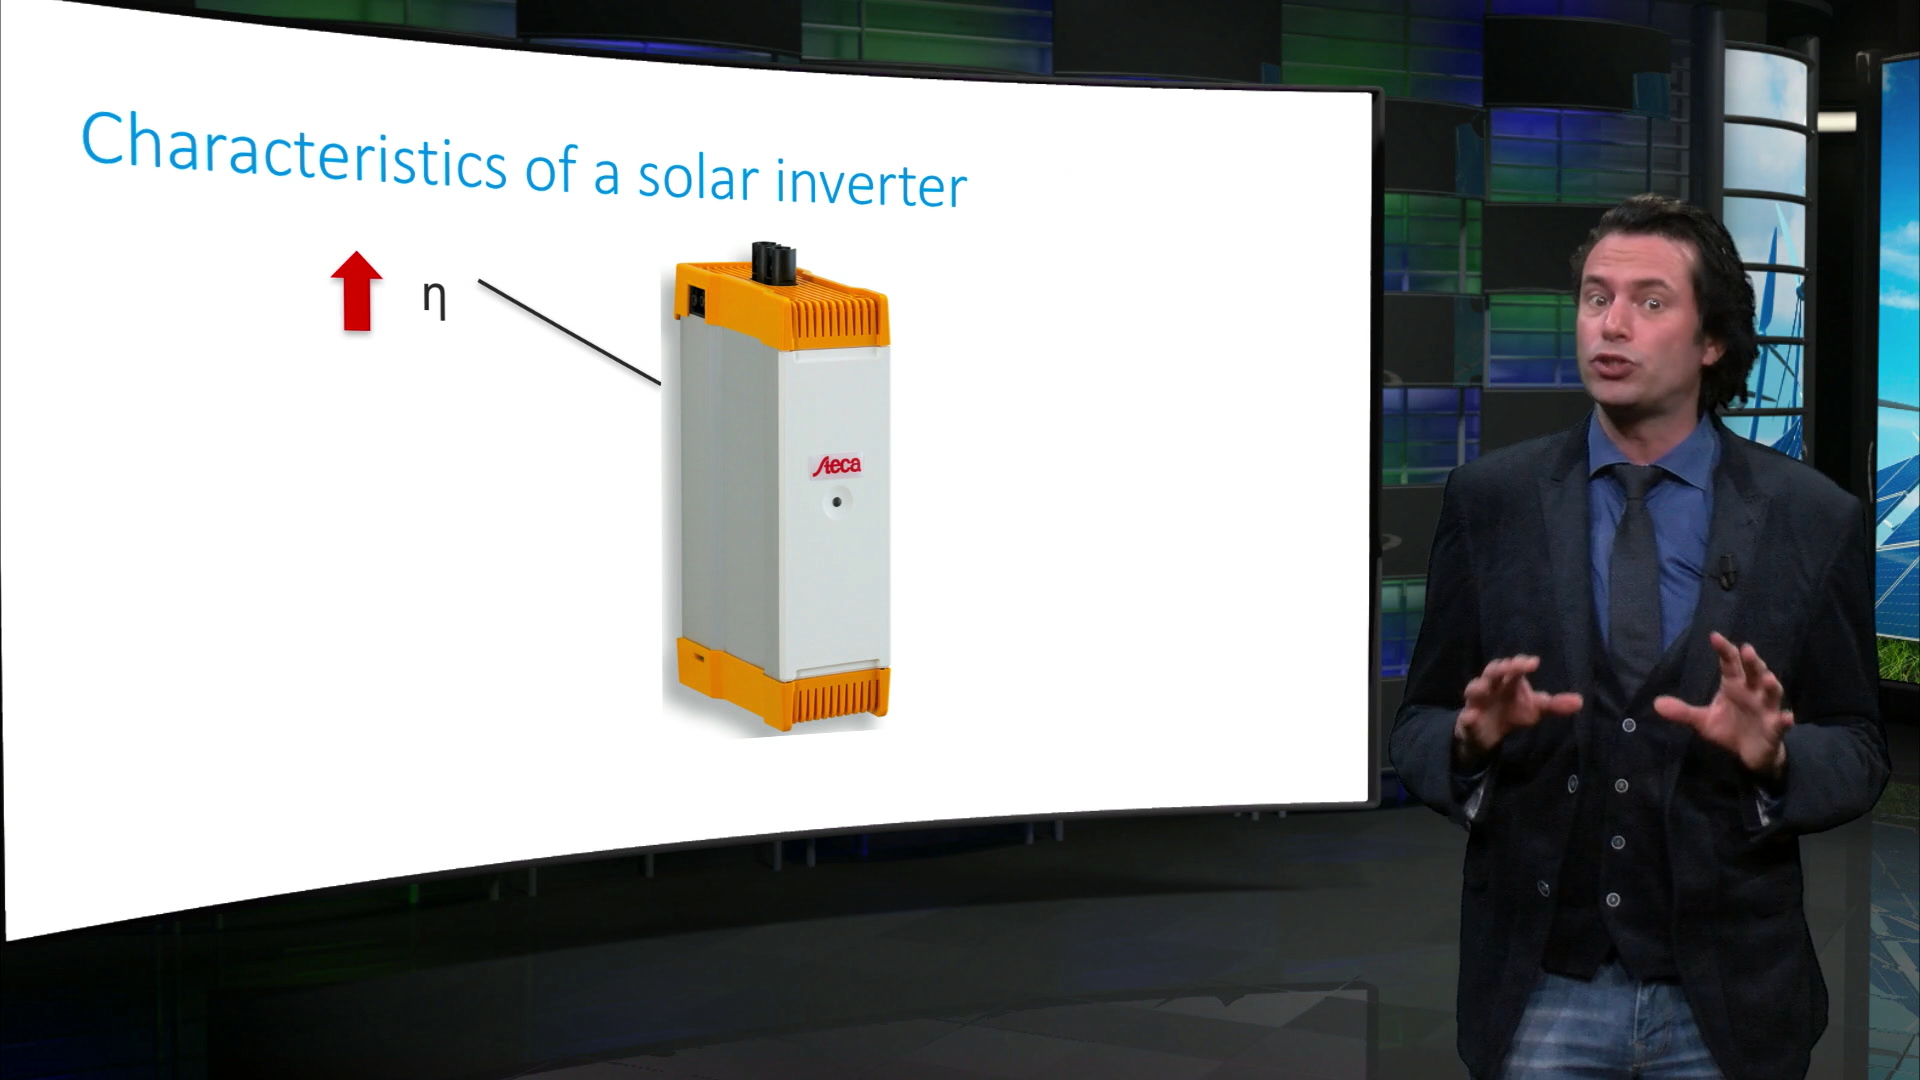 Characteristics of a solar inverter
η
Steca